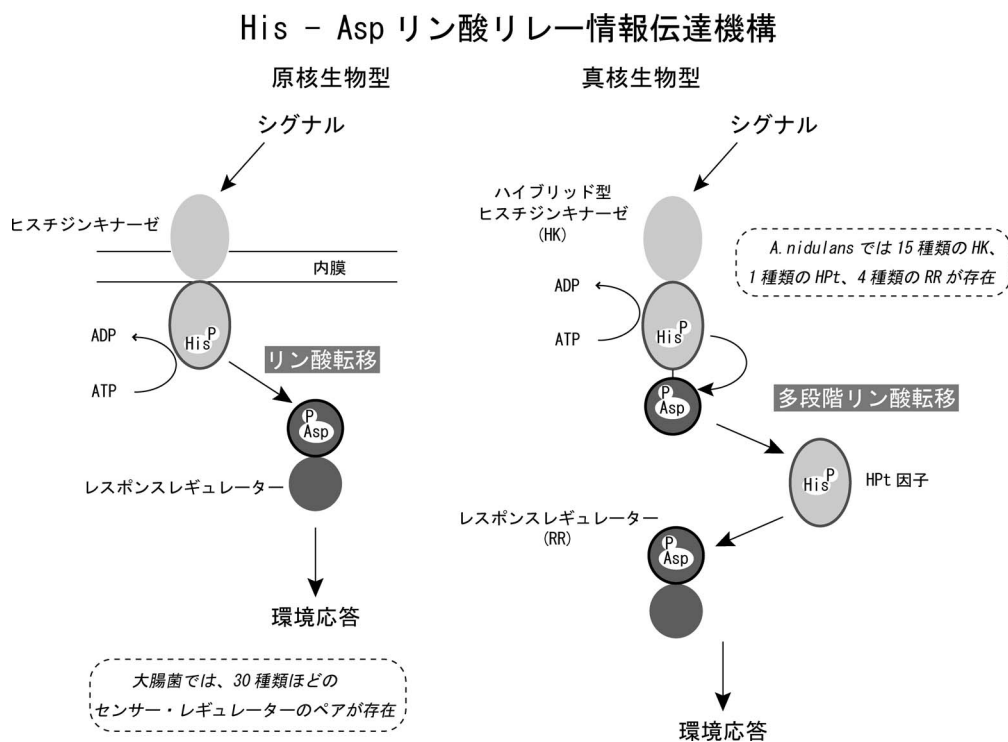 His − Asp リン酸リレー情報伝達機構
原核生物型
シグナル
ヒスチジンキナーゼ
内膜
ADP
ATP
His
P
リン酸転移
P
Asp
レスポンスレギュレーター
環境応答
大腸菌では、30 種類ほどの
センサー・レギュレーターのペアが存在
真核生物型
シグナル
ハイブリッド型
ヒスチジンキナーゼ
(HK)
A.nidulans では 15 種類の HK、
1 種類の HPt、4 種類の RR が存在
ADP
ATP
His
P
P
Asp
多段階リン酸転移
His
P
HPt 因子
レスポンスレギュレーター
(RR)
P
Asp
環境応答